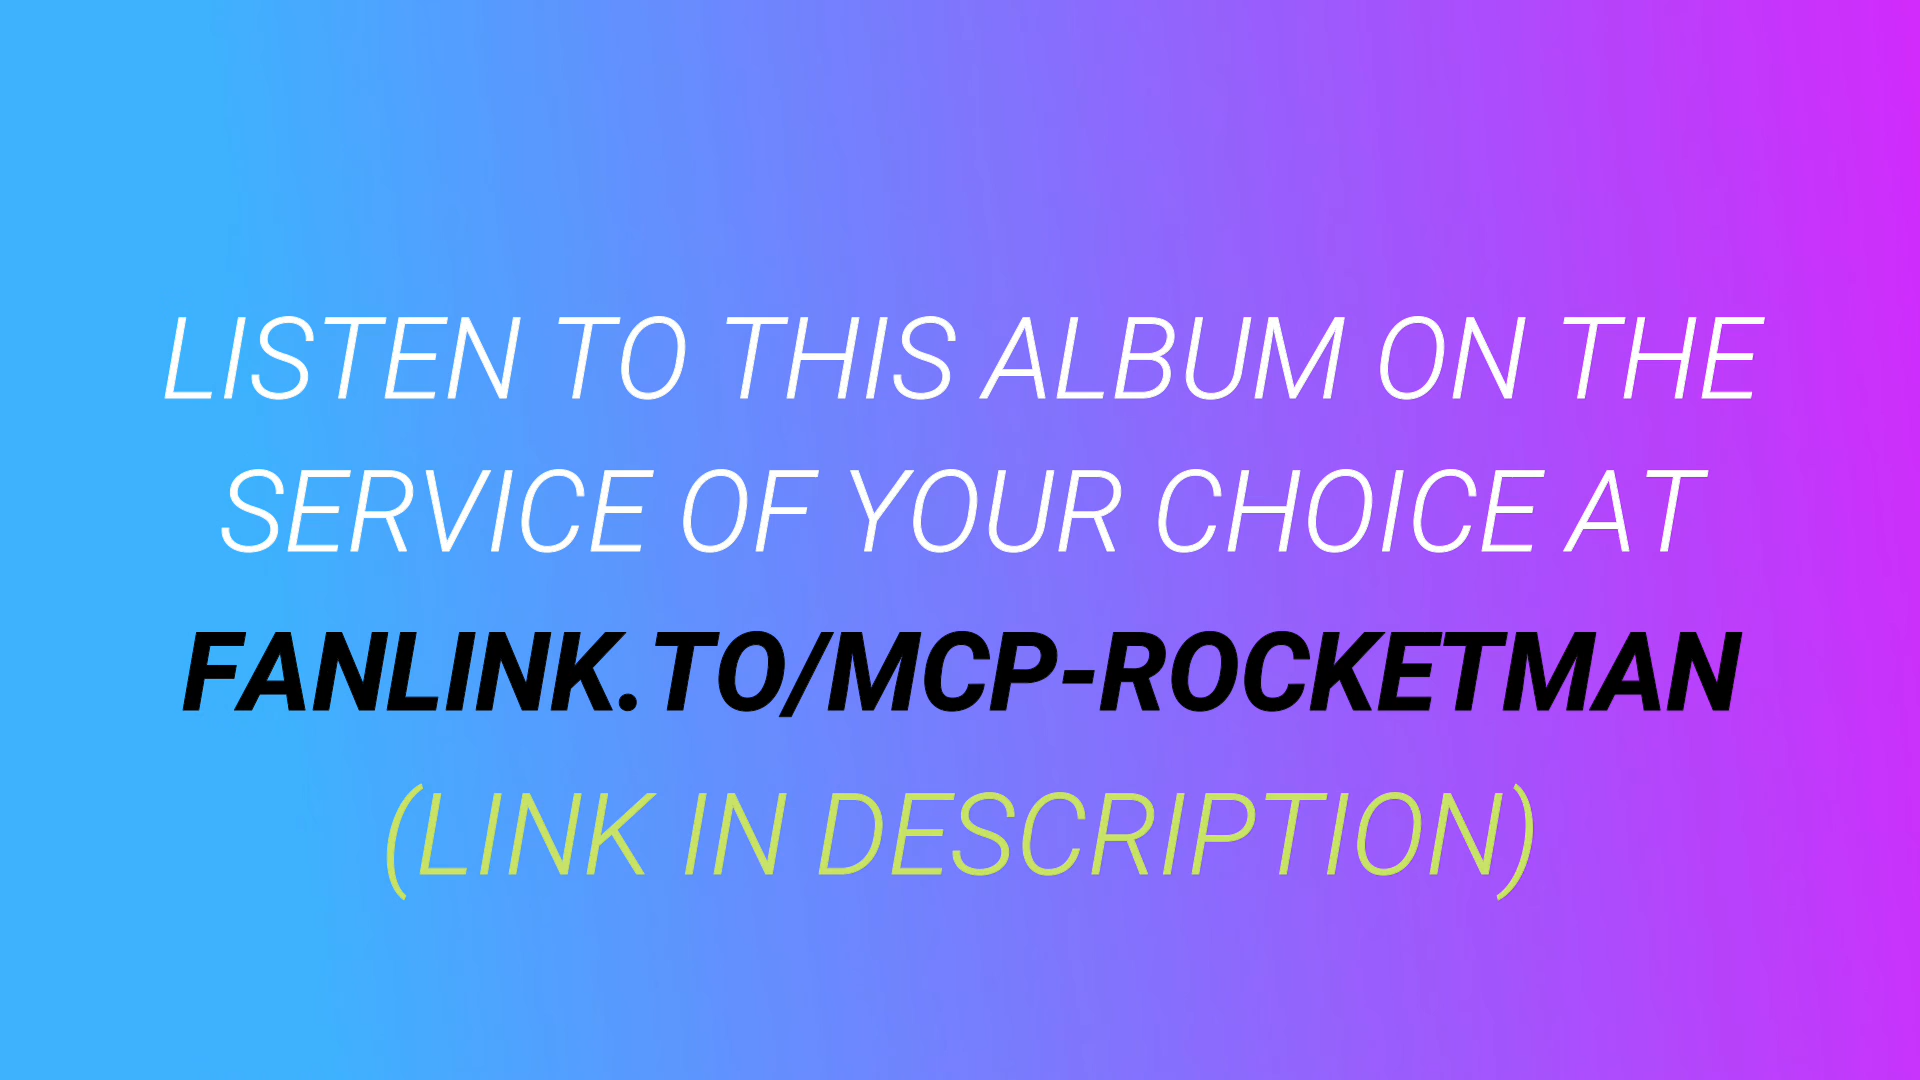 LISTEN TO THIS ALBUM ON THE
SERVICE OF YOUR CHOICE AT
FANLINK.TO/MCP-ROCKETMAN
(LINK IN DESCRIPTION)